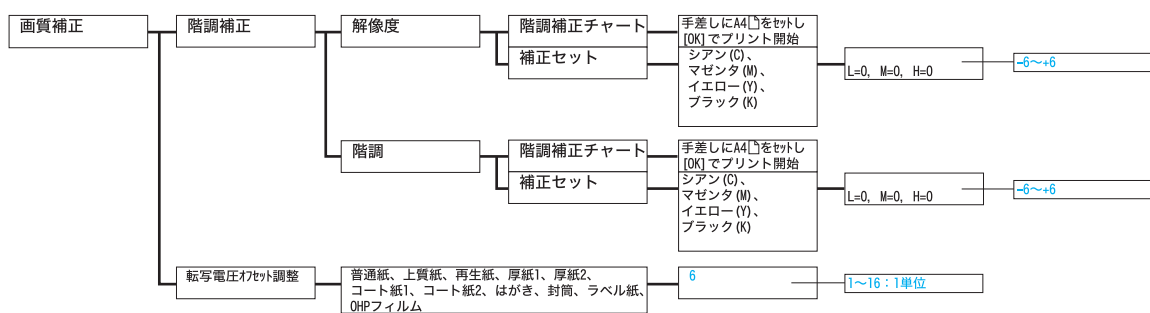 画質補正
階調補正
解像度
階調補正チャート
手差しにA4をｾｯﾄし
[OK]でプリント開始
補正セット
シアン(C)、
マゼンタ(M)、
イエロー(Y)、
ブラック(K)
L=0, M=0, H=0
-6～+6
階調
階調補正チャート
手差しにA4をｾｯﾄし
[OK]でプリント開始
補正セット
シアン(C)、
マゼンタ(M)、
イエロー(Y)、
ブラック(K)
L=0, M=0, H=0
-6～+6
転写電圧ｵﾌｾｯﾄ調整
普通紙、上質紙、再生紙、厚紙1、厚紙2、
コート紙1、コート紙2、はがき、封筒、ラベル紙、
OHPフィルム
6
1～16：1単位